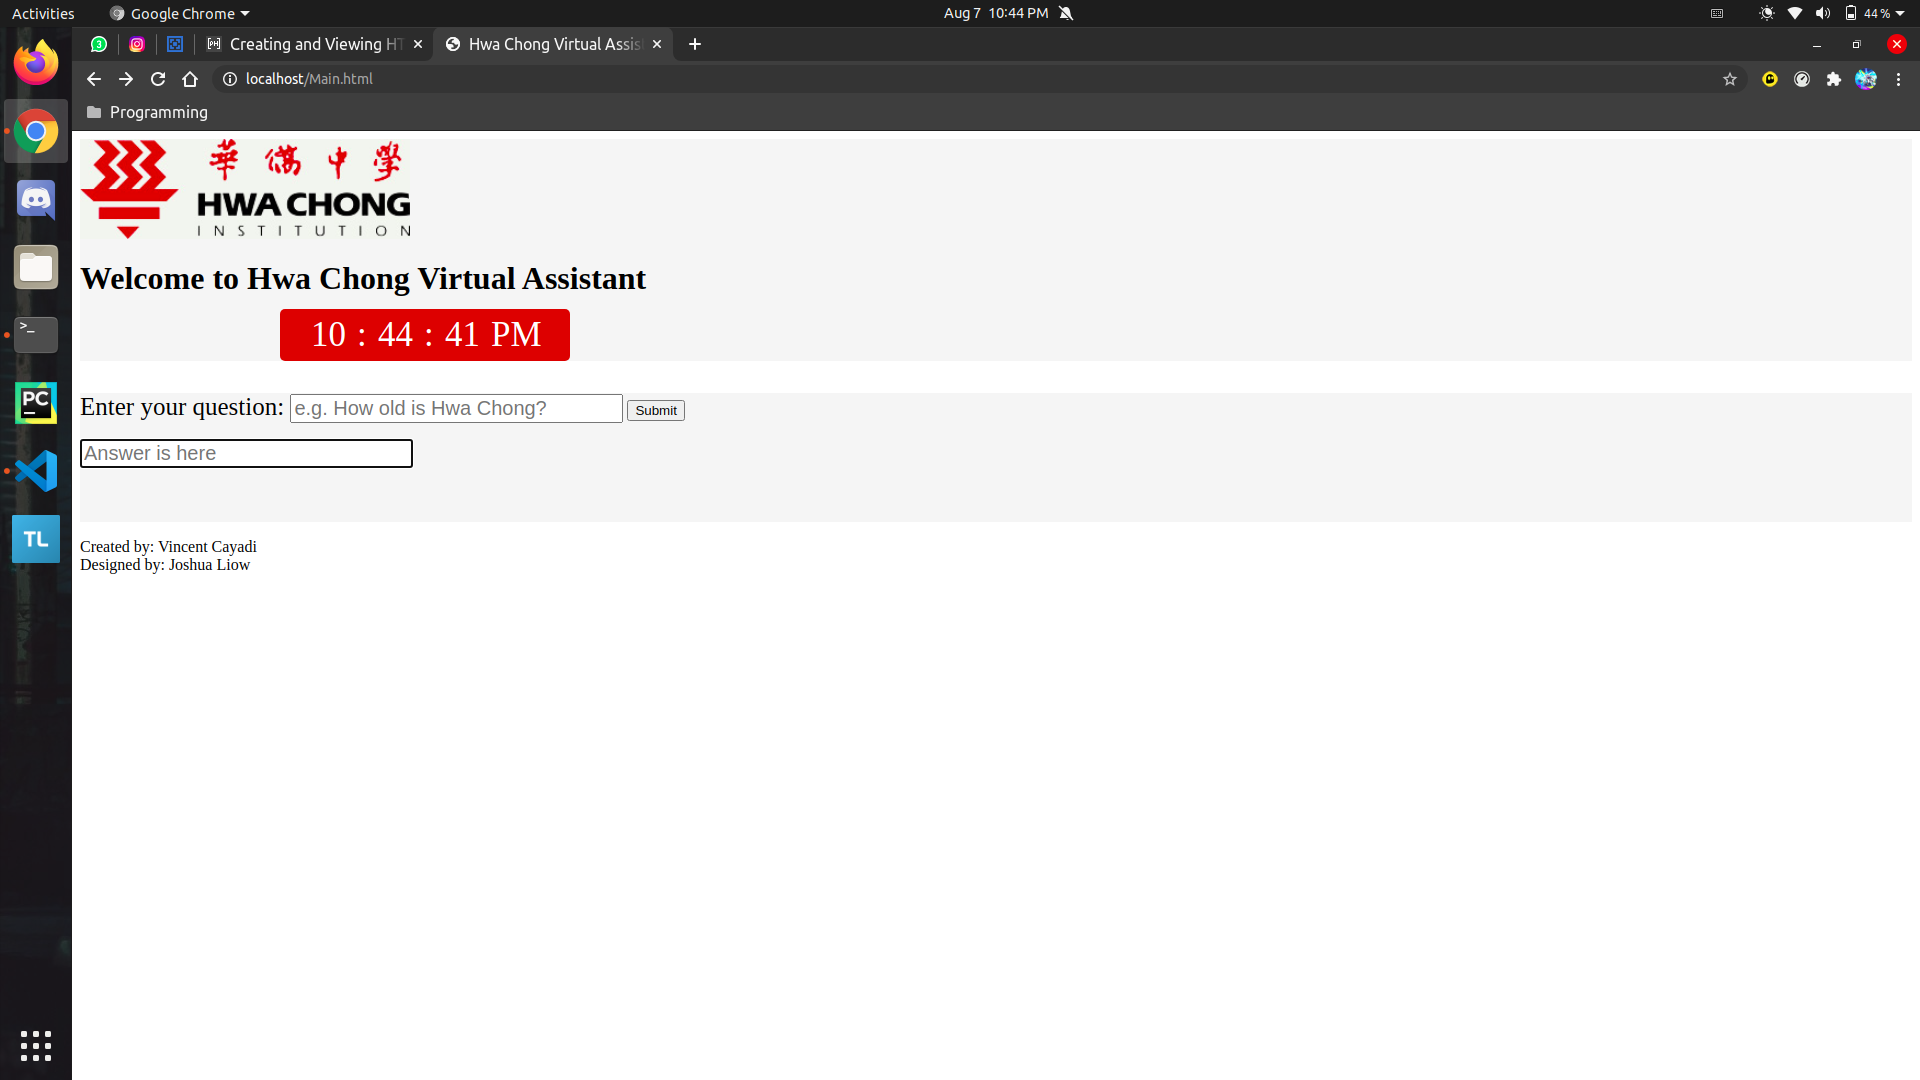 Activities
Google Chrome
Aug 7 10:44 PM
44 %
3
PH
Creating and Viewing HT
Hwa Chong Virtual Assis
localhost/Main.html
Programming
華僑中學
HWA CHONG
INSTITUTION
Welcome to Hwa Chong Virtual Assistant
10 : 44 : 41 PM
Enter your question:
e.g. How old is Hwa Chong?
Submit
Answer is here
Created by: Vincent Cayadi
Designed by: Joshua Liow
>_
PC
TL